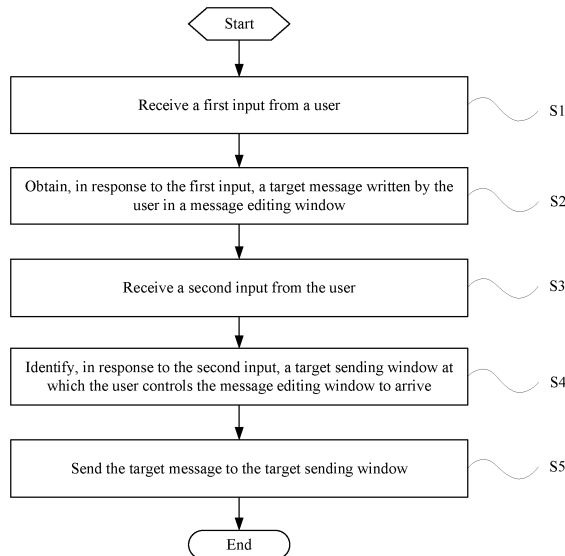 Start
Receive a first input from a user
S1
Obtain, in response to the first input, a target message written by the
user in a message editing window
S2
Receive a second input from the user
S3
Identify, in response to the second input, a target sending window at
which the user controls the message editing window to arrive
S4
Send the target message to the target sending window
S5
End